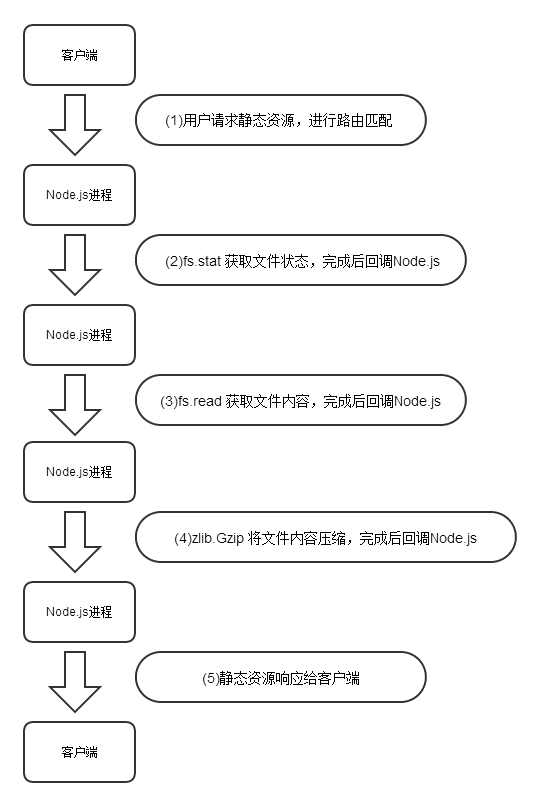 客户端
(1)用户请求静态资源，进行路由匹配
Node.js进程
(2)fs.stat 获取文件状态，完成后回调Node.js
Node.js进程
(3)fs.read 获取文件内容，完成后回调Node.js
Node.js进程
(4)zlib.Gzip 将文件内容压缩，完成后回调Node.js
Node.js进程
(5)静态资源响应给客户端
客户端